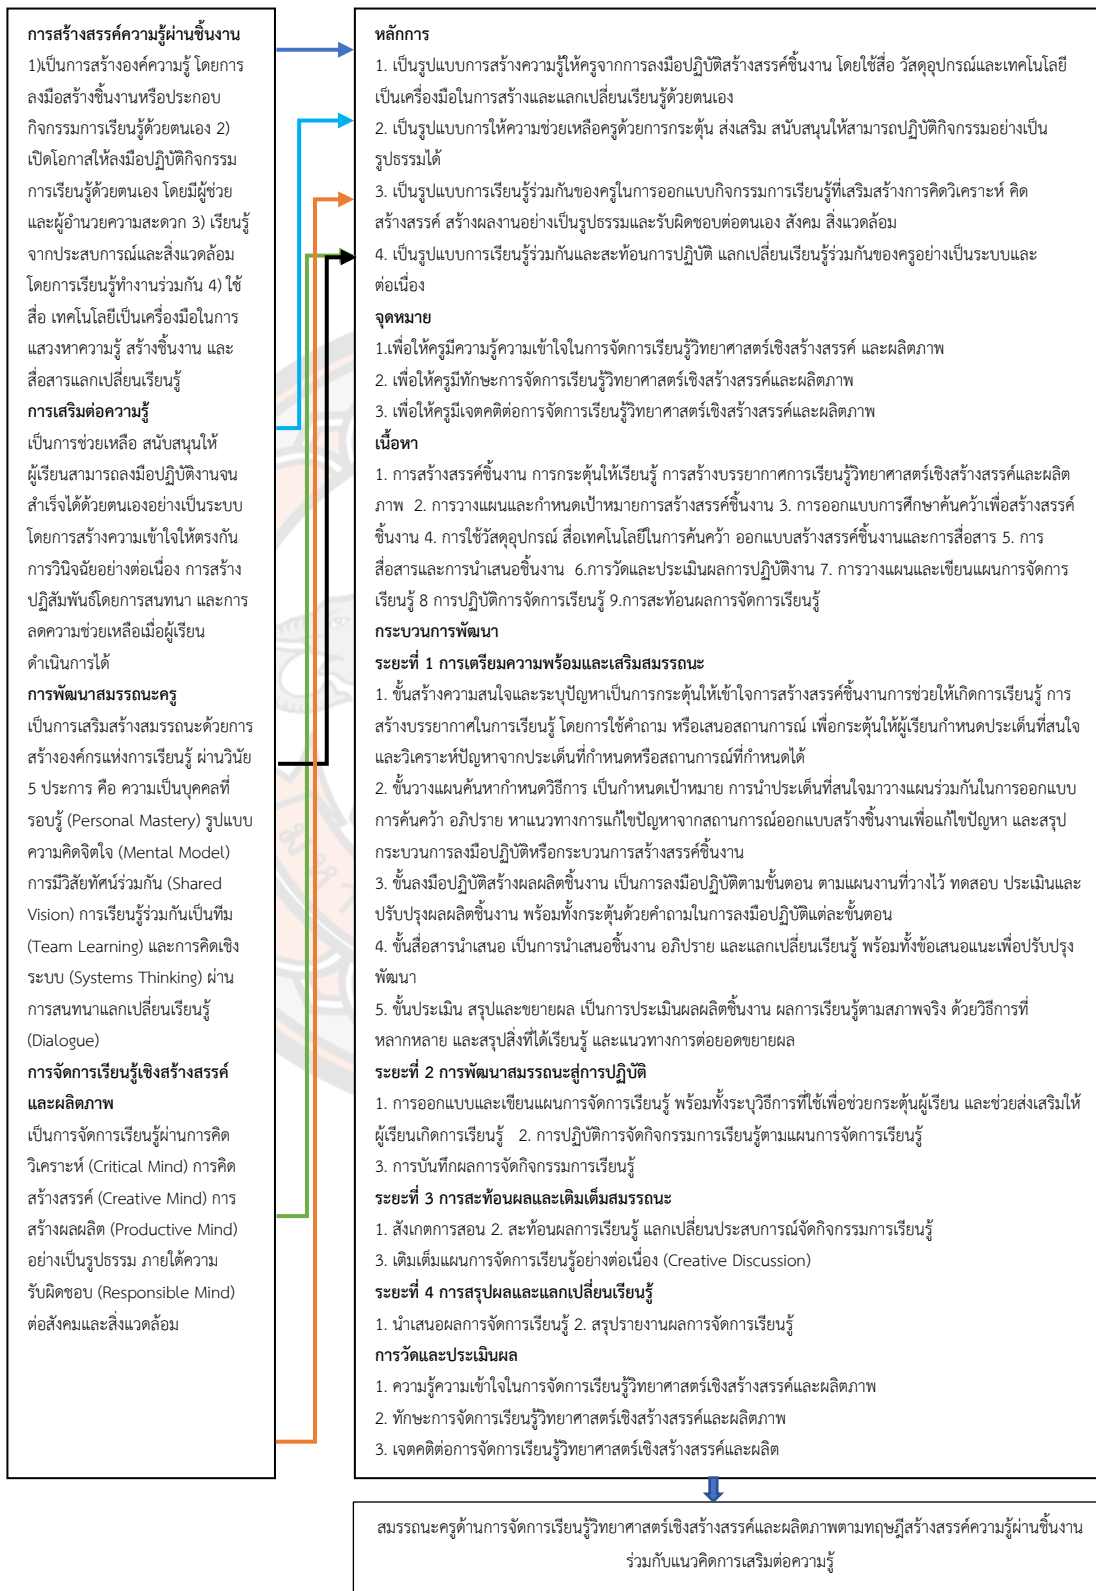 การสร้างสรรค์ความรู้ผ่านชิ้นงาน
1)เป็นการสร้างองค์ความรู้ โดยการ
ลงมือสร้างชิ้นงานหรือประกอบ
กิจกรรมการเรียนรู้ด้วยตนเอง 2)
เปิดโอกาสให้ลงมือปฏิบัติกิจกรรม
การเรียนรู้ด้วยตนเอง โดยมีผู้ช่วย
และผู้อำนวยความสะดวก 3) เรียนรู้
จากประสบการณ์และสิ่งแวดล้อม
โดยการเรียนรู้ทำงานร่วมกัน 4) ใช้
สื่อ เทคโนโลยีเป็นเครื่องมือในการ
แสวงหาความรู้ สร้างชิ้นงาน และ
สื่อสารแลกเปลี่ยนเรียนรู้
การเสริมต่อความรู้
เป็นการช่วยเหลือ สนับสนุนให้
ผู้เรียนสามารถลงมือปฏิบัติงานจน
สำเร็จได้ด้วยตนเองอย่างเป็นระบบ
โดยการสร้างความเข้าใจให้ตรงกัน
การวินิจฉัยอย่างต่อเนื่อง การสร้าง
ปฏิสัมพันธ์โดยการสนทนา และการ
ลดความช่วยเหลือเมื่อผู้เรียน
ดำเนินการได้
การพัฒนาสมรรถนะครู
เป็นการเสริมสร้างสมรรถนะด้วยการ
สร้างองค์กรแห่งการเรียนรู้ ผ่านวินัย
5 ประการ คือ ความเป็นบุคคลที่
รอบรู้ (Personal Mastery) รูปแบบ
ความคิดจิตใจ (Mental Model)
การมีวิสัยทัศน์ร่วมกัน (Shared
Vision) การเรียนรู้ร่วมกันเป็นทีม
(Team Learning) และการคิดเชิง
ระบบ (Systems Thinking) ผ่าน
การสนทนาแลกเปลี่ยนเรียนรู้
(Dialogue)
การจัดการเรียนรู้เชิงสร้างสรรค์
และผลิตภาพ
เป็นการจัดการเรียนรู้ผ่านการคิด
วิเคราะห์ (Critical Mind) การคิด
สร้างสรรค์ (Creative Mind) การ
สร้างผลผลิต (Productive Mind)
อย่างเป็นรูปธรรม ภายใต้ความ
รับผิดชอบ (Responsible Mind)
ต่อสังคมและสิ่งแวดล้อม
หลักการ
1. เป็นรูปแบบการสร้างความรู้ให้ครูจากการลงมือปฏิบัติสร้างสรรค์ชิ้นงาน โดยใช้สื่อ วัสดุอุปกรณ์และเทคโนโลยี
เป็นเครื่องมือในการสร้างและแลกเปลี่ยนเรียนรู้ด้วยตนเอง
2. เป็นรูปแบบการให้ความช่วยเหลือครูด้วยการกระตุ้น ส่งเสริม สนับสนุนให้สามารถปฏิบัติกิจกรรมอย่างเป็น
รูปธรรมได้
3. เป็นรูปแบบการเรียนรู้ร่วมกันของครูในการออกแบบกิจกรรมการเรียนรู้ที่เสริมสร้างการคิดวิเคราะห์ คิด
สร้างสรรค์ สร้างผลงานอย่างเป็นรูปธรรมและรับผิดชอบต่อตนเอง สังคม สิ่งแวดล้อม
4. เป็นรูปแบบการเรียนรู้ร่วมกันและสะท้อนการปฏิบัติ แลกเปลี่ยนเรียนรู้ร่วมกันของครูอย่างเป็นระบบและ
ต่อเนื่อง
จุดหมาย
1.เพื่อให้ครูมีความรู้ความเข้าใจในการจัดการเรียนรู้วิทยาศาสตร์เชิงสร้างสรรค์ และผลิตภาพ
2. เพื่อให้ครูมีทักษะการจัดการเรียนรู้วิทยาศาสตร์เชิงสร้างสรรค์และผลิตภาพ
3. เพื่อให้ครูมีเจตคติต่อการจัดการเรียนรู้วิทยาศาสตร์เชิงสร้างสรรค์และผลิตภาพ
เนื้อหา
1. การสร้างสรรค์ชิ้นงาน การกระตุ้นให้เรียนรู้ การสร้างบรรยากาศการเรียนรู้วิทยาศาสตร์เชิงสร้างสรรค์และผลิต
ภาพ 2. การวางแผนและกำหนดเป้าหมายการสร้างสรรค์ชิ้นงาน 3. การออกแบบการศึกษาค้นคว้าเพื่อสร้างสรรค์
ชิ้นงาน 4. การใช้วัสดุอุปกรณ์ สื่อเทคโนโลยีในการค้นคว้า ออกแบบสร้างสรรค์ชิ้นงานและการสื่อสาร 5. การ
สื่อสารและการนำเสนอชิ้นงาน 6.การวัดและประเมินผลการปฏิบัติงาน 7. การวางแผนและเขียนแผนการจัดการ
เรียนรู้ 8 การปฏิบัติการจัดการเรียนรู้ 9.การสะท้อนผลการจัดการเรียนรู้
กระบวนการพัฒนา
ระยะที่ 1 การเตรียมความพร้อมและเสริมสมรรถนะ
1. ขั้นสร้างความสนใจและระบุปัญหาเป็นการกระตุ้นให้เข้าใจการสร้างสรรค์ชิ้นงานการช่วยให้เกิดการเรียนรู้ การ
สร้างบรรยากาศในการเรียนรู้ โดยการใช้คำถาม หรือเสนอสถานการณ์ เพื่อกระตุ้นให้ผู้เรียนกำหนดประเด็นที่สนใจ
และวิเคราะห์ปัญหาจากประเด็นที่กำหนดหรือสถานการณ์ที่กำหนดได้
2. ขั้นวางแผนค้นหากำหนดวิธีการ เป็นกำหนดเป้าหมาย การนำประเด็นที่สนใจมาวางแผนร่วมกันในการออกแบบ
การค้นคว้า อภิปราย หาแนวทางการแก้ไขปัญหาจากสถานการณ์ออกแบบสร้างชิ้นงานเพื่อแก้ไขปัญหา และสรุป
กระบวนการลงมือปฏิบัติหรือกระบวนการสร้างสรรค์ชิ้นงาน
3. ขั้นลงมือปฏิบัติสร้างผลผลิตชิ้นงาน เป็นการลงมือปฏิบัติตามขั้นตอน ตามแผนงานที่วางไว้ ทดสอบ ประเมินและ
ปรับปรุงผลผลิตชิ้นงาน พร้อมทั้งกระตุ้นด้วยคำถามในการลงมือปฏิบัติแต่ละขั้นตอน
4. ขั้นสื่อสารนำเสนอ เป็นการนำเสนอชิ้นงาน อภิปราย และแลกเปลี่ยนเรียนรู้ พร้อมทั้งข้อเสนอแนะเพื่อปรับปรุง
พัฒนา
5. ขั้นประเมิน สรุปและขยายผล เป็นการประเมินผลผลิตชิ้นงาน ผลการเรียนรู้ตามสภาพจริง ด้วยวิธีการที่
หลากหลาย และสรุปสิ่งที่ได้เรียนรู้ และแนวทางการต่อยอดขยายผล
ระยะที่ 2 การพัฒนาสมรรถนะสู่การปฏิบัติ
1. การออกแบบและเขียนแผนการจัดการเรียนรู้ พร้อมทั้งระบุวิธีการที่ใช้เพื่อช่วยกระตุ้นผู้เรียน และช่วยส่งเสริมให้
ผู้เรียนเกิดการเรียนรู้ 2. การปฏิบัติการจัดกิจกรรมการเรียนรู้ตามแผนการจัดการเรียนรู้
3. การบันทึกผลการจัดกิจกรรมการเรียนรู้
ระยะที่ 3 การสะท้อนผลและเติมเต็มสมรรถนะ
1. สังเกตการสอน 2. สะท้อนผลการเรียนรู้ แลกเปลี่ยนประสบการณ์จัดกิจกรรมการเรียนรู้
3. เติมเต็มแผนการจัดการเรียนรู้อย่างต่อเนื่อง (Creative Discussion)
ระยะที่ 4 การสรุปผลและแลกเปลี่ยนเรียนรู้
1. นำเสนอผลการจัดการเรียนรู้ 2. สรุปรายงานผลการจัดการเรียนรู้
การวัดและประเมินผล
1. ความรู้ความเข้าใจในการจัดการเรียนรู้วิทยาศาสตร์เชิงสร้างสรรค์และผลิตภาพ
2. ทักษะการจัดการเรียนรู้วิทยาศาสตร์เชิงสร้างสรรค์และผลิตภาพ
3. เจตคติต่อการจัดการเรียนรู้วิทยาศาสตร์เชิงสร้างสรรค์และผลิต
สมรรถนะครูด้านการจัดการเรียนรู้วิทยาศาสตร์เชิงสร้างสรรค์และผลิตภาพตามทฤษฎีสร้างสรรค์ความรู้ผ่านชิ้นงาน
ร่วมกับแนวคิดการเสริมต่อความรู้